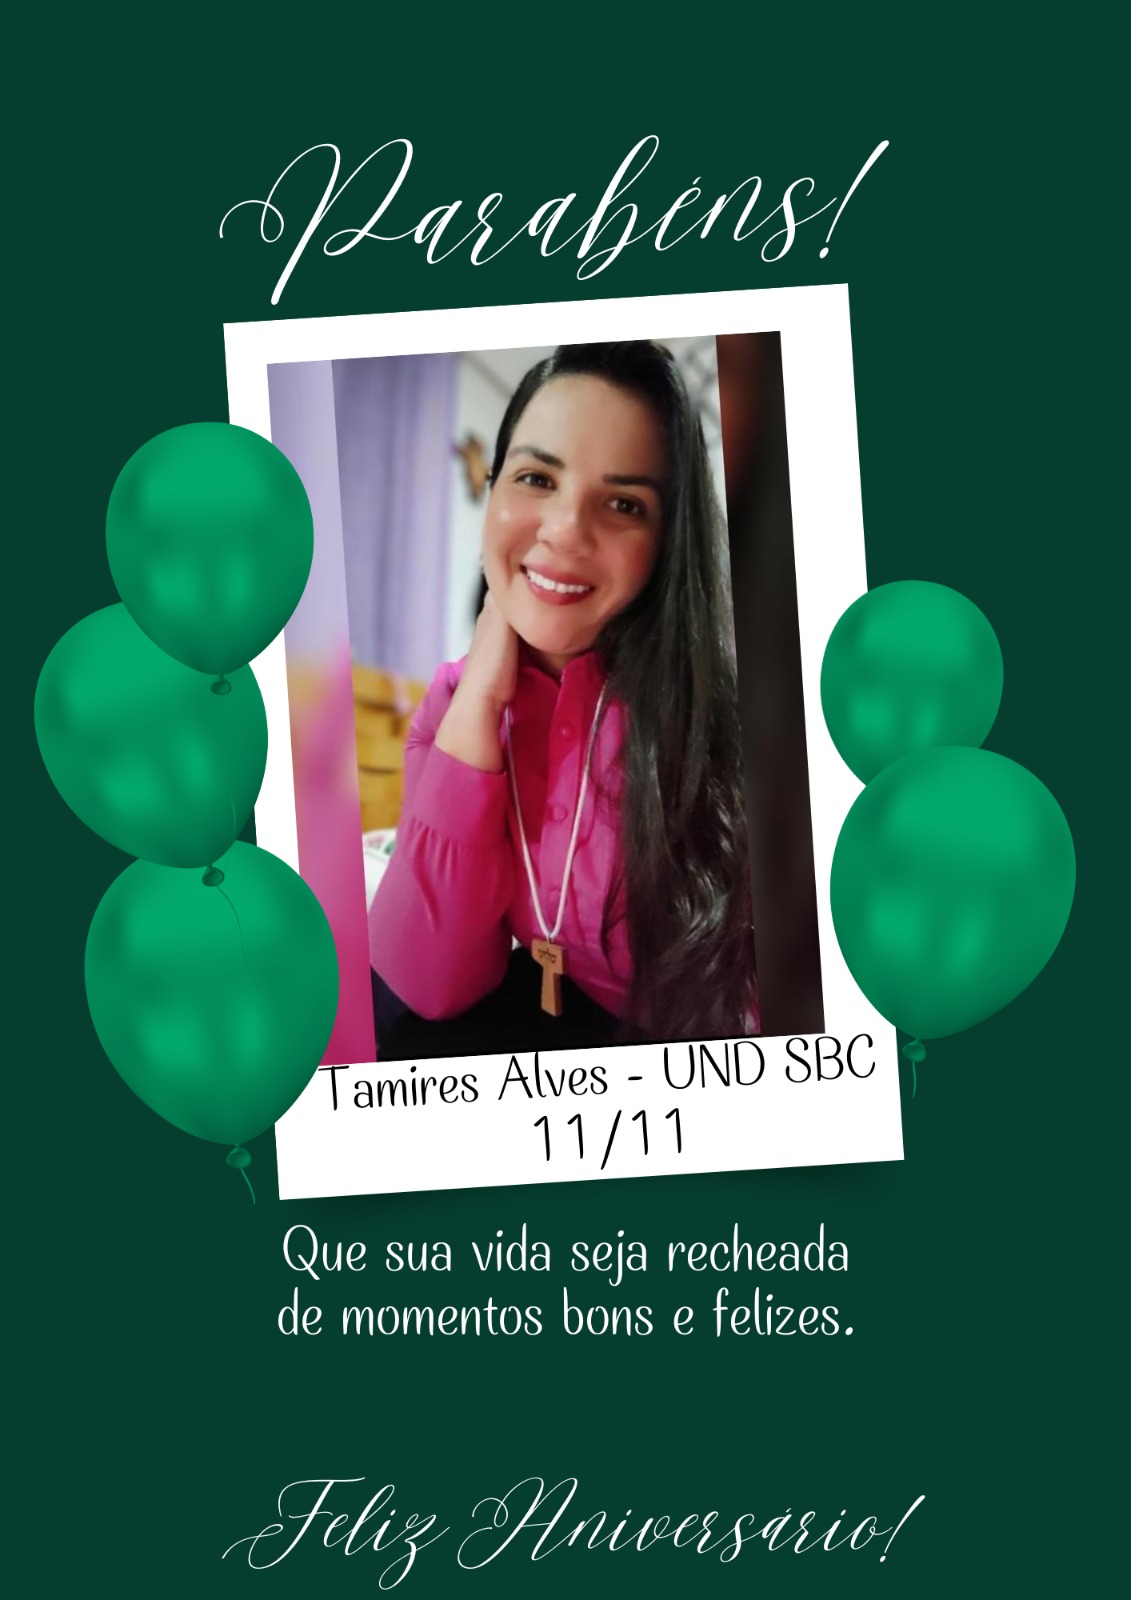 Parabéns!
Tamires Alves - UND SBC
11/11
Que sua vida seja recheada
de momentos bons e felizes.
Feliz Aniversário!